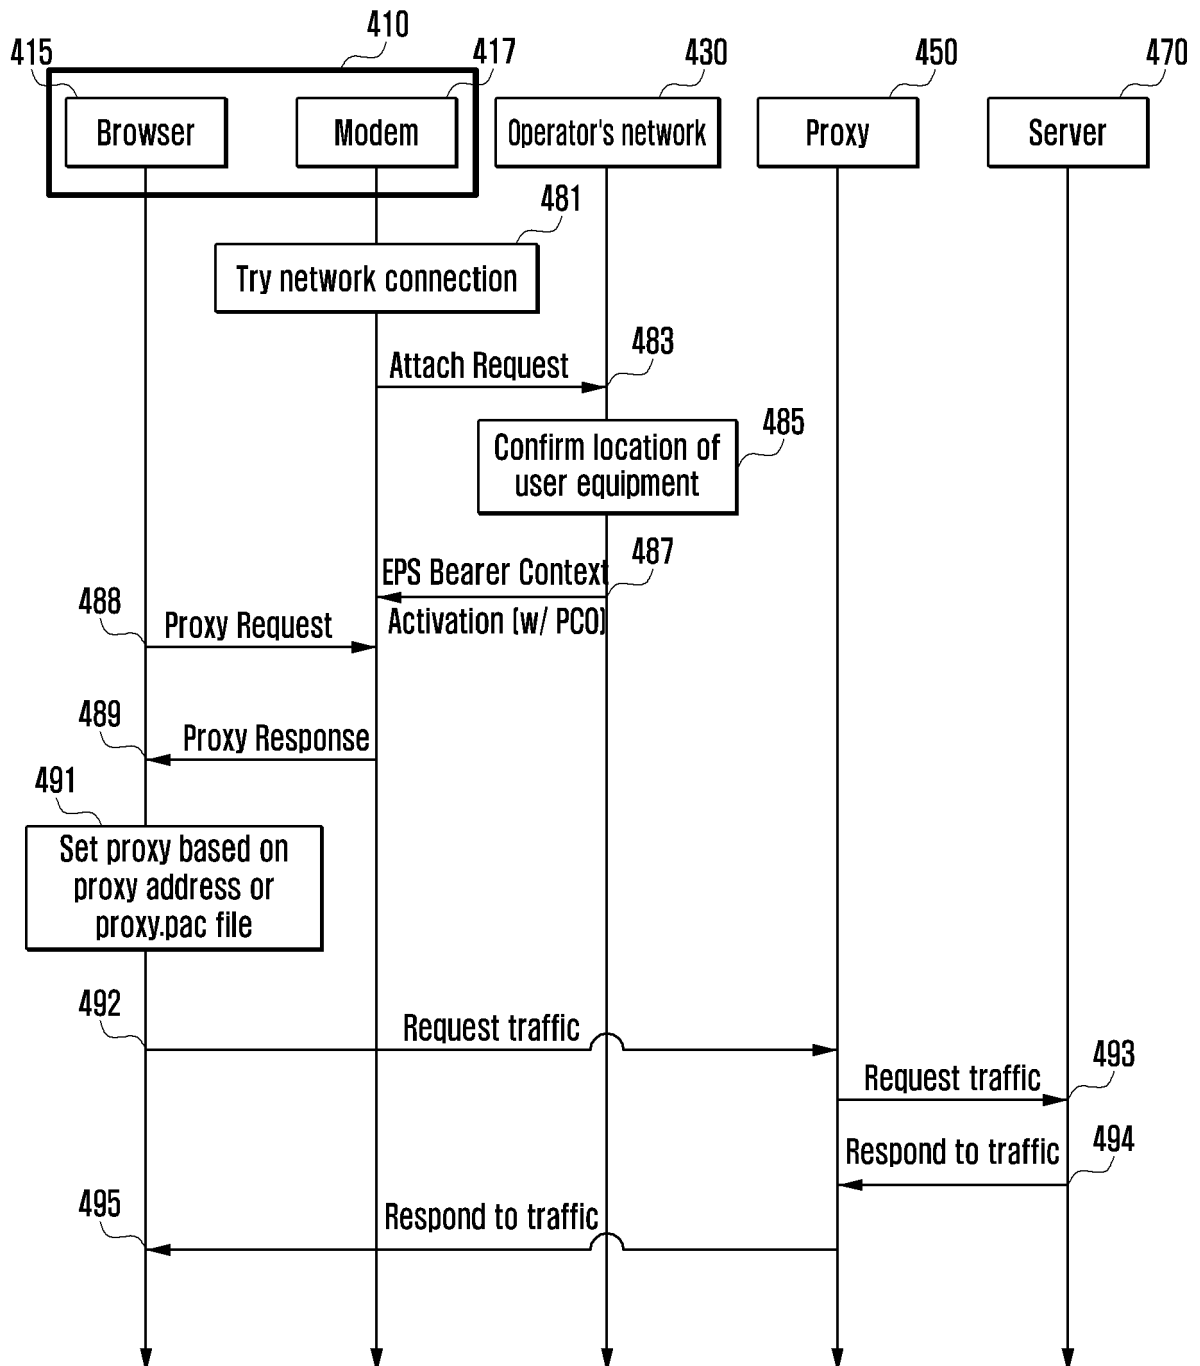 410
415
417
430
450
470
Browser
Modem
Operator's network
Proxy
Server
481
Try network connection
483
Attach Request
485
Confirm location of
user equipment
487
EPS Bearer Context
Activation (w/ PCO)
488
Proxy Request
489
Proxy Response
491
Set proxy based on
proxy address or
proxy.pac file
492
Request traffic
493
Request traffic
494
Respond to traffic
495
Respond to traffic